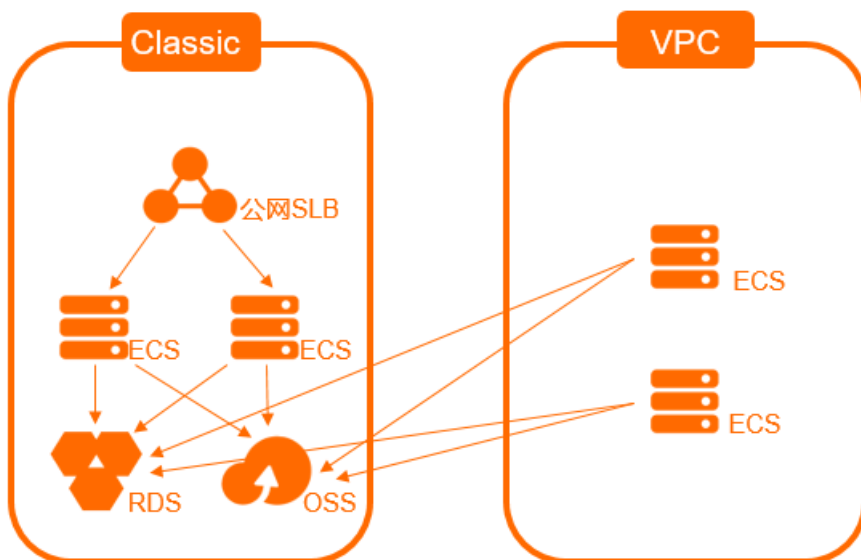 Classic
VPC
公网SLB
ECS
ECS
ECS
ECS
RDS
OSS